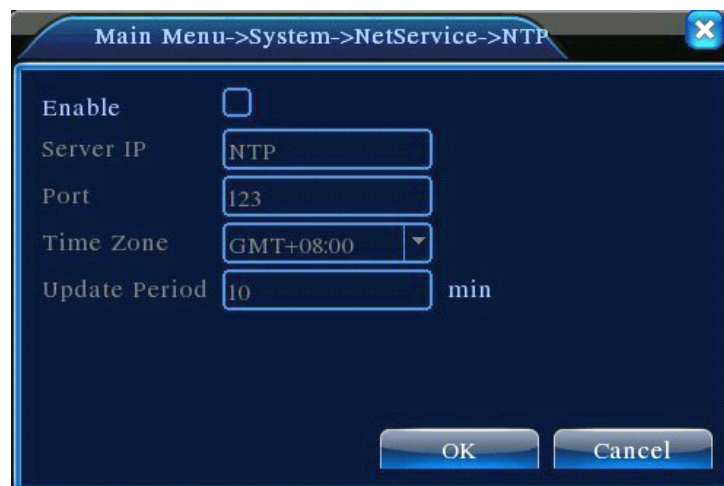 Main Menu->System->NetService->NTP
Enable
Server IP NTP
Port 123
Time Zone GMT+08:00
Update Period 10 min
OK Cancel